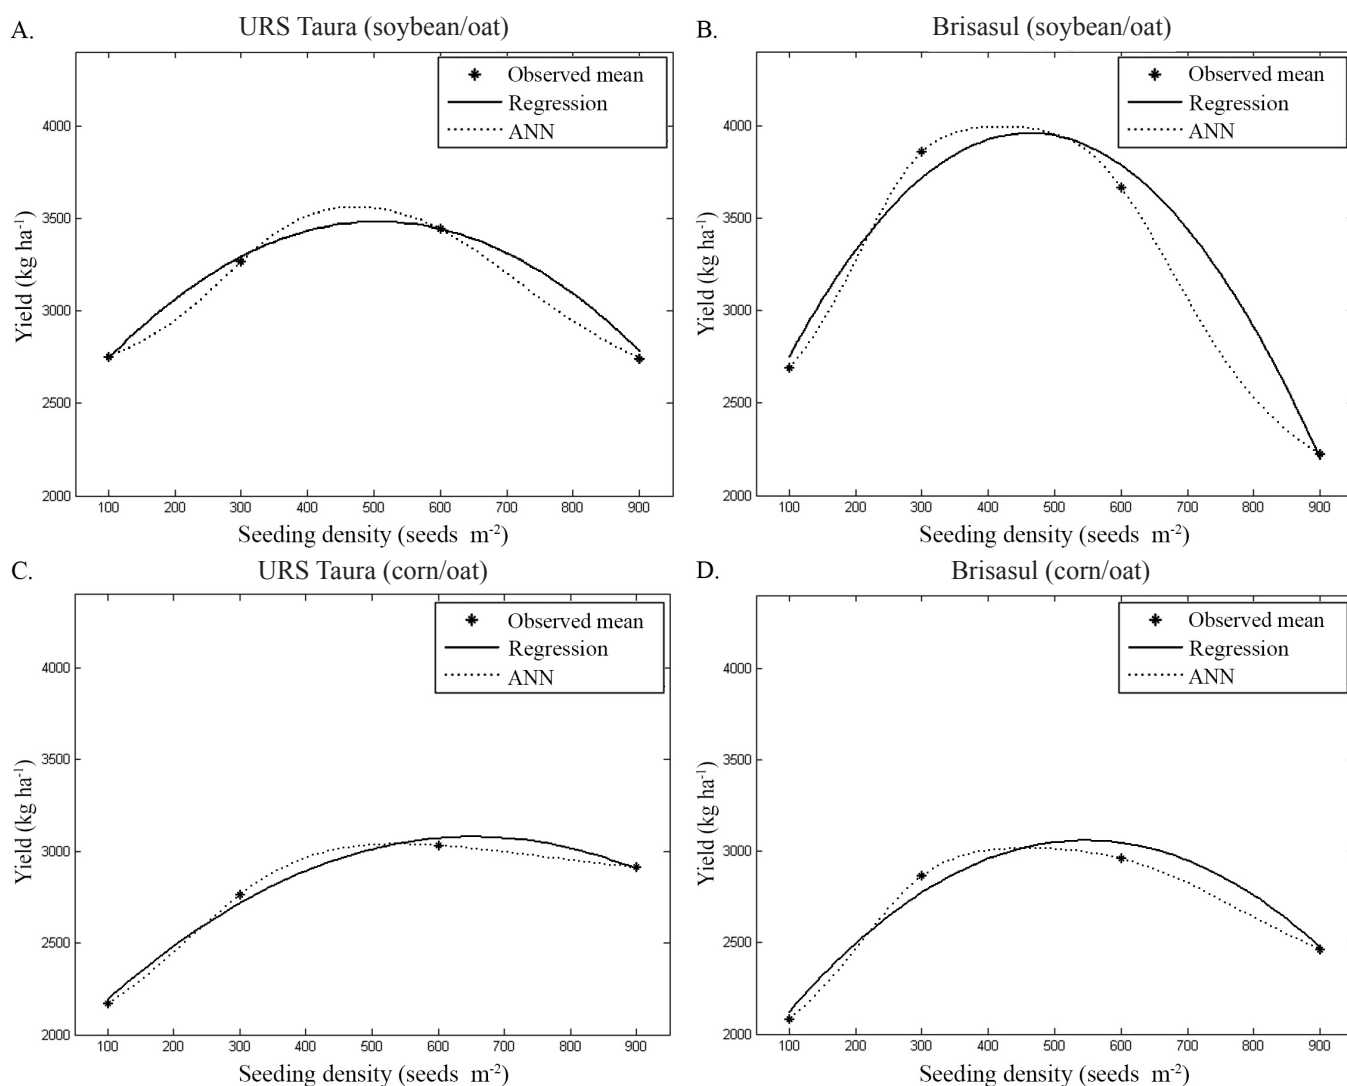 A.
URS Taura (soybean/oat)
Observed mean
Regression
ANN
4000
3500
3000
2500
2000
Yield (kg ha-1)
100 200 300 400 500 600 700 800 900
Seeding density (seeds m-2)
B.
Brisasul (soybean/oat)
Observed mean
Regression
ANN
4000
3500
3000
2500
2000
Yield (kg ha-1)
100 200 300 400 500 600 700 800 900
Seeding density (seeds m-2)
C.
URS Taura (corn/oat)
Observed mean
Regression
ANN
4000
3500
3000
2500
2000
Yield (kg ha-1)
100 200 300 400 500 600 700 800 900
Seeding density (seeds m-2)
D.
Brisasul (corn/oat)
Observed mean
Regression
ANN
4000
3500
3000
2500
2000
Yield (kg ha-1)
100 200 300 400 500 600 700 800 900
Seeding density (seeds m-2)